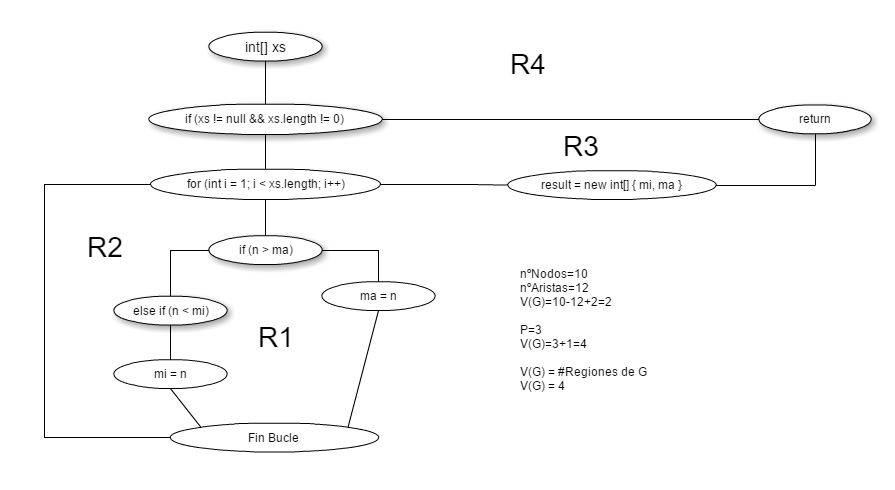 int[] xs
R4
if (xs != null && xs.length != 0)
return
R3
for (int i = 1; i < xs.length; i++)
result = new int[] { mi, ma }
R2
if (n > ma)
ma = n
else if (n < mi)
R1
mi = n
Fin Bucle
nºNodos=10
nºAristas=12
V(G)=10-12+2=2
P=3
V(G)=3+1=4
V(G) = #Regiones de G
V(G) = 4